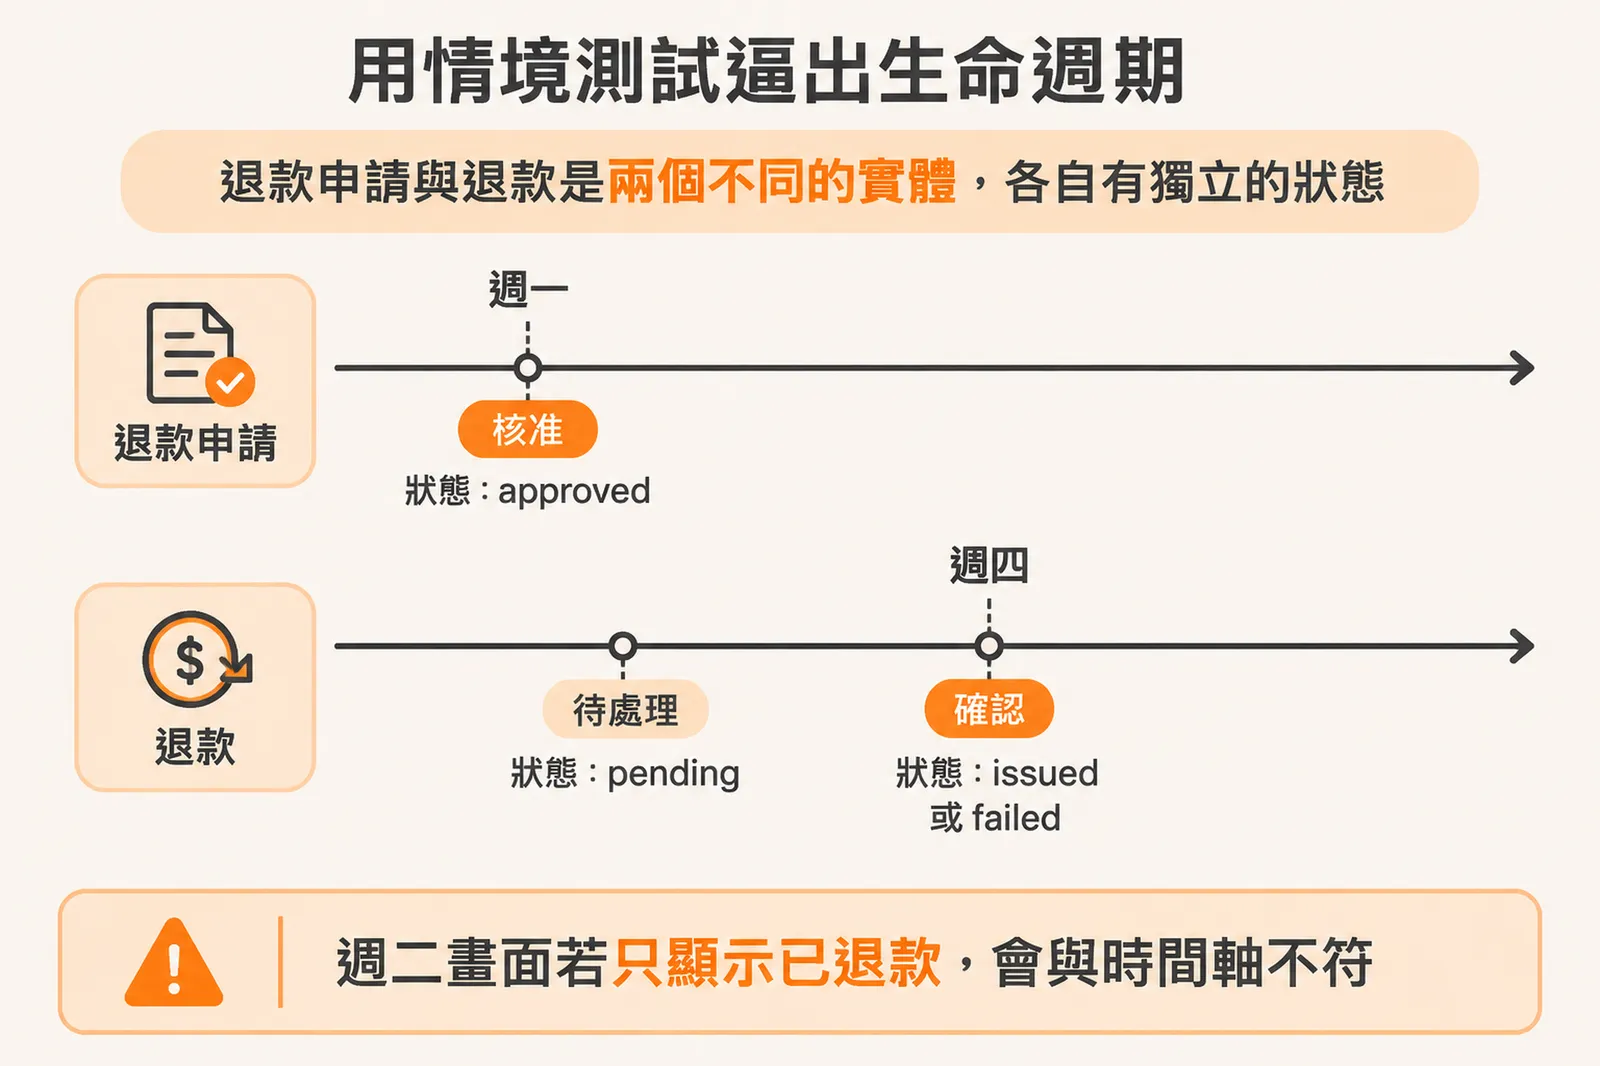 用情境測試逼出生命週期
退款申請與退款是兩個不同的實體，各自有獨立的狀態
週一
退款申請
核准
狀態：approved
週四
$
退款
待處理
狀態：pending
確認
狀態：issued
或 failed
!
週二畫面若只顯示已退款，會與時間軸不符